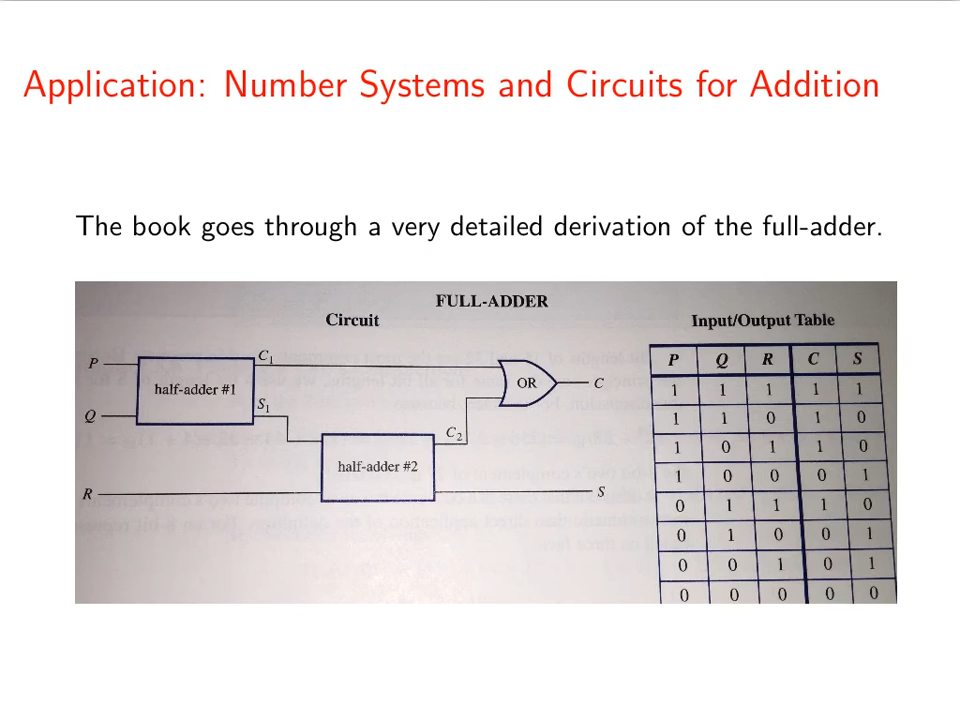 Application: Number Systems and Circuits for Addition
The book goes through a very detailed derivation of the full-adder.
FULL-ADDER
Circuit
Input/Output Table
P
half-adder #1
C1
S1
Q
OR
C
C2
half-adder #2
R
S
P Q R C S
1 1 1 1 1
1 1 0 1 0
1 0 1 1 0
1 0 0 0 1
0 1 1 1 0
0 1 0 0 1
0 0 1 0 1
0 0 0 0 0